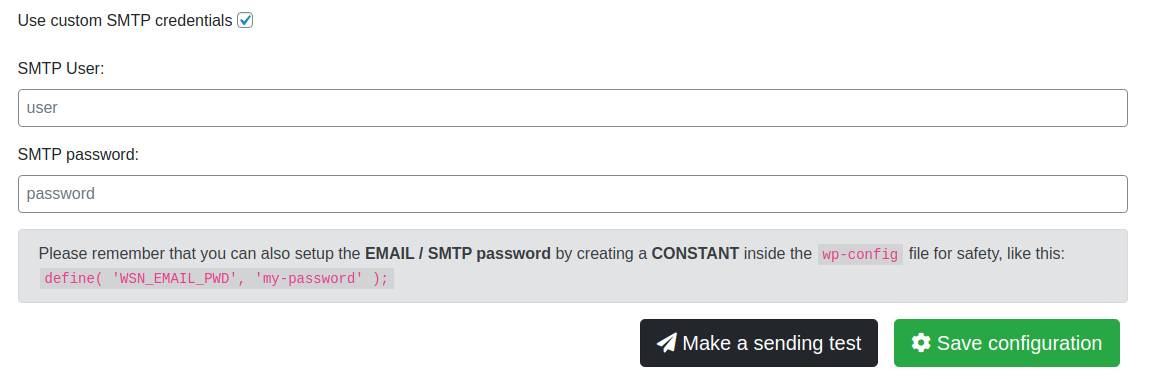 Use custom SMTP credentials
SMTP User:
user
SMTP password:
password
Please remember that you can also setup the EMAIL / SMTP password by creating a CONSTANT inside the wp-config file for safety, like this:
define( 'WSN_EMAIL_PWD', 'my-password' );
Make a sending test
Save configuration